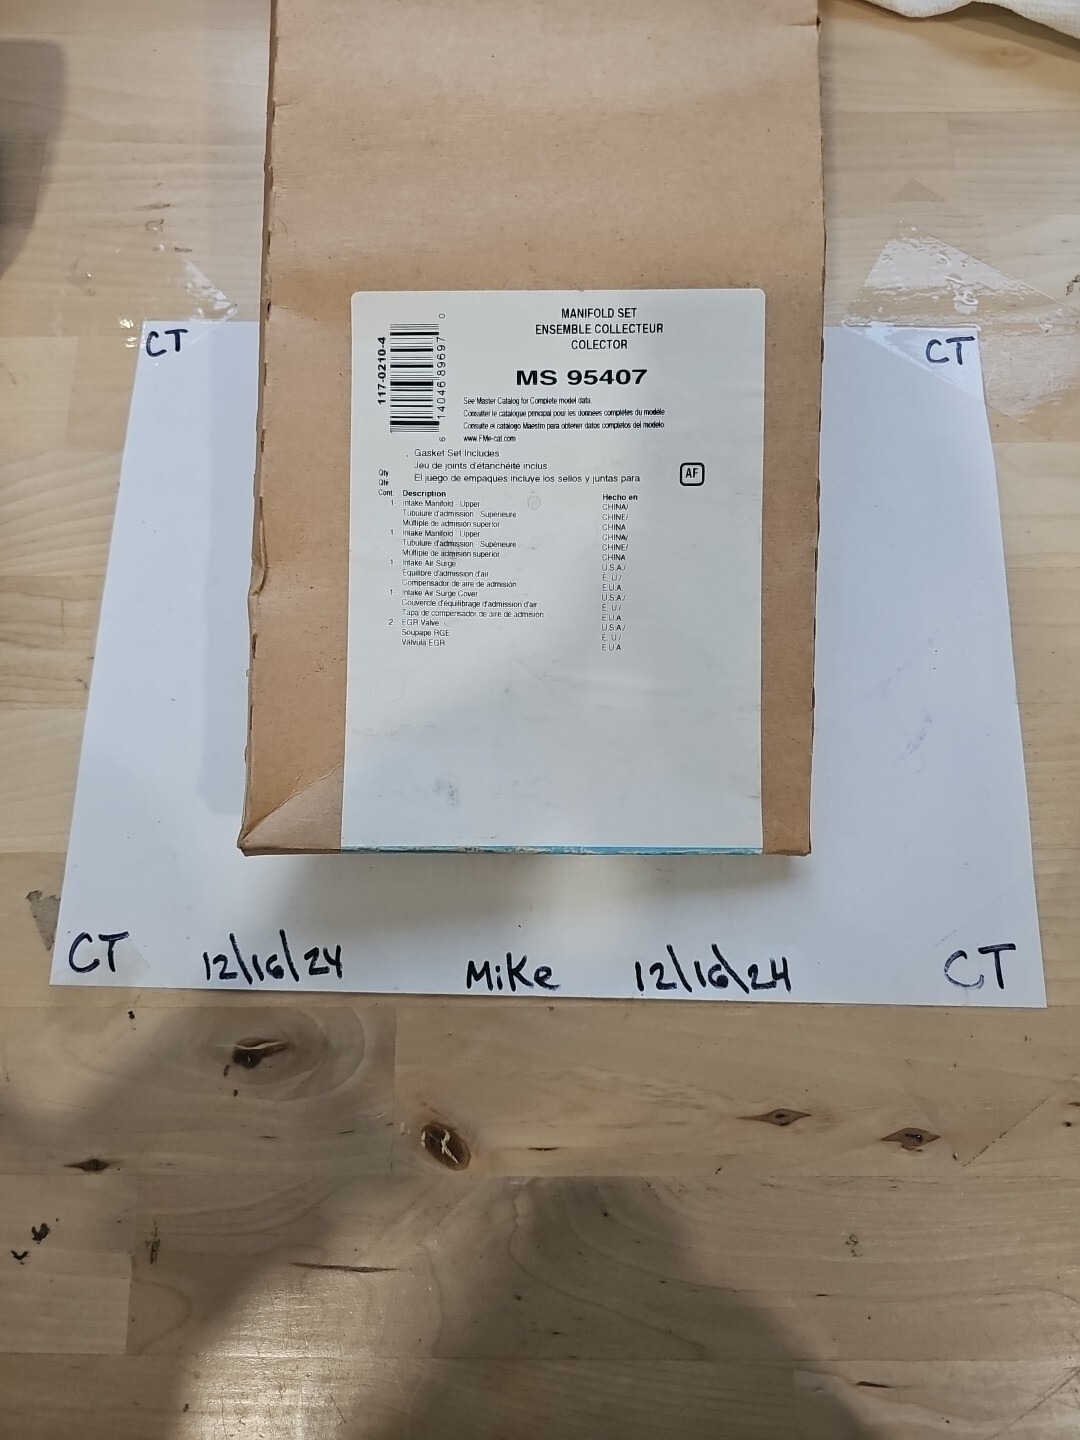 CT
CT
117-0210-4
6 14046 89697 0
MANIFOLD SET
ENSEMBLE COLLECTEUR
COLECTOR
MS 95407
See Master Catalog for Complete model data.
Consulter le catalogue principal pour les donnees complètes du modèle
Consulte el catálogo Maestro para obtener datos completos del modelo
www.FMe-cat.com
Gasket Set Includes
Jeu de joints d'étanchéité inclus
El juego de empaques incluye los sellos y juntas para
AF
Qty
Qté
Cont. Description Hecho en
1 Intake Manifold - Upper CHINA/
Tubulure d'admission - Supérieure CHINE/
Múltiple de admisión superior CHINA
1 Intake Manifold - Upper CHINA/
Tubulure d'admission - Supérieure CHINE/
Múltiple de admisión superior CHINA
1 Intake Air Surge U.S.A./
Équilibre d'admission d'air E.U./
Compensador de aire de admisión E.U.A
1 Intake Air Surge Cover U.S.A./
Couvercle d'équilibrage d'admission d'air E.U./
Tapa de compensador de aire de admisión E.U.A
2 EGR Valve U.S.A./
Soupape RGE E.U./
Válvula EGR E.U.A
CT 12/16/24 Mike 12/16/24 CT